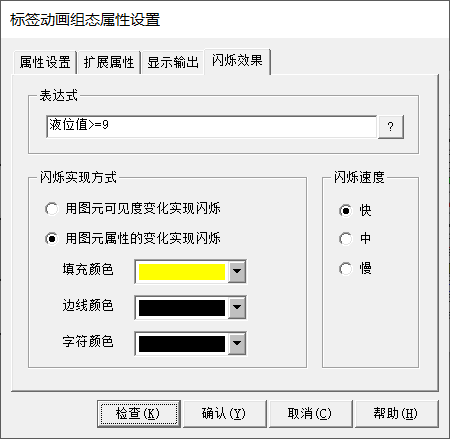 标签动画组态属性设置
属性设置 扩展属性 显示输出 闪烁效果
表达式
液位值>=9 ?
闪烁实现方式
用图元可见度变化实现闪烁
用图元属性的变化实现闪烁
填充颜色
边线颜色
字符颜色
闪烁速度
快
中
慢
检查(K) 确认(Y) 取消(C) 帮助(H)